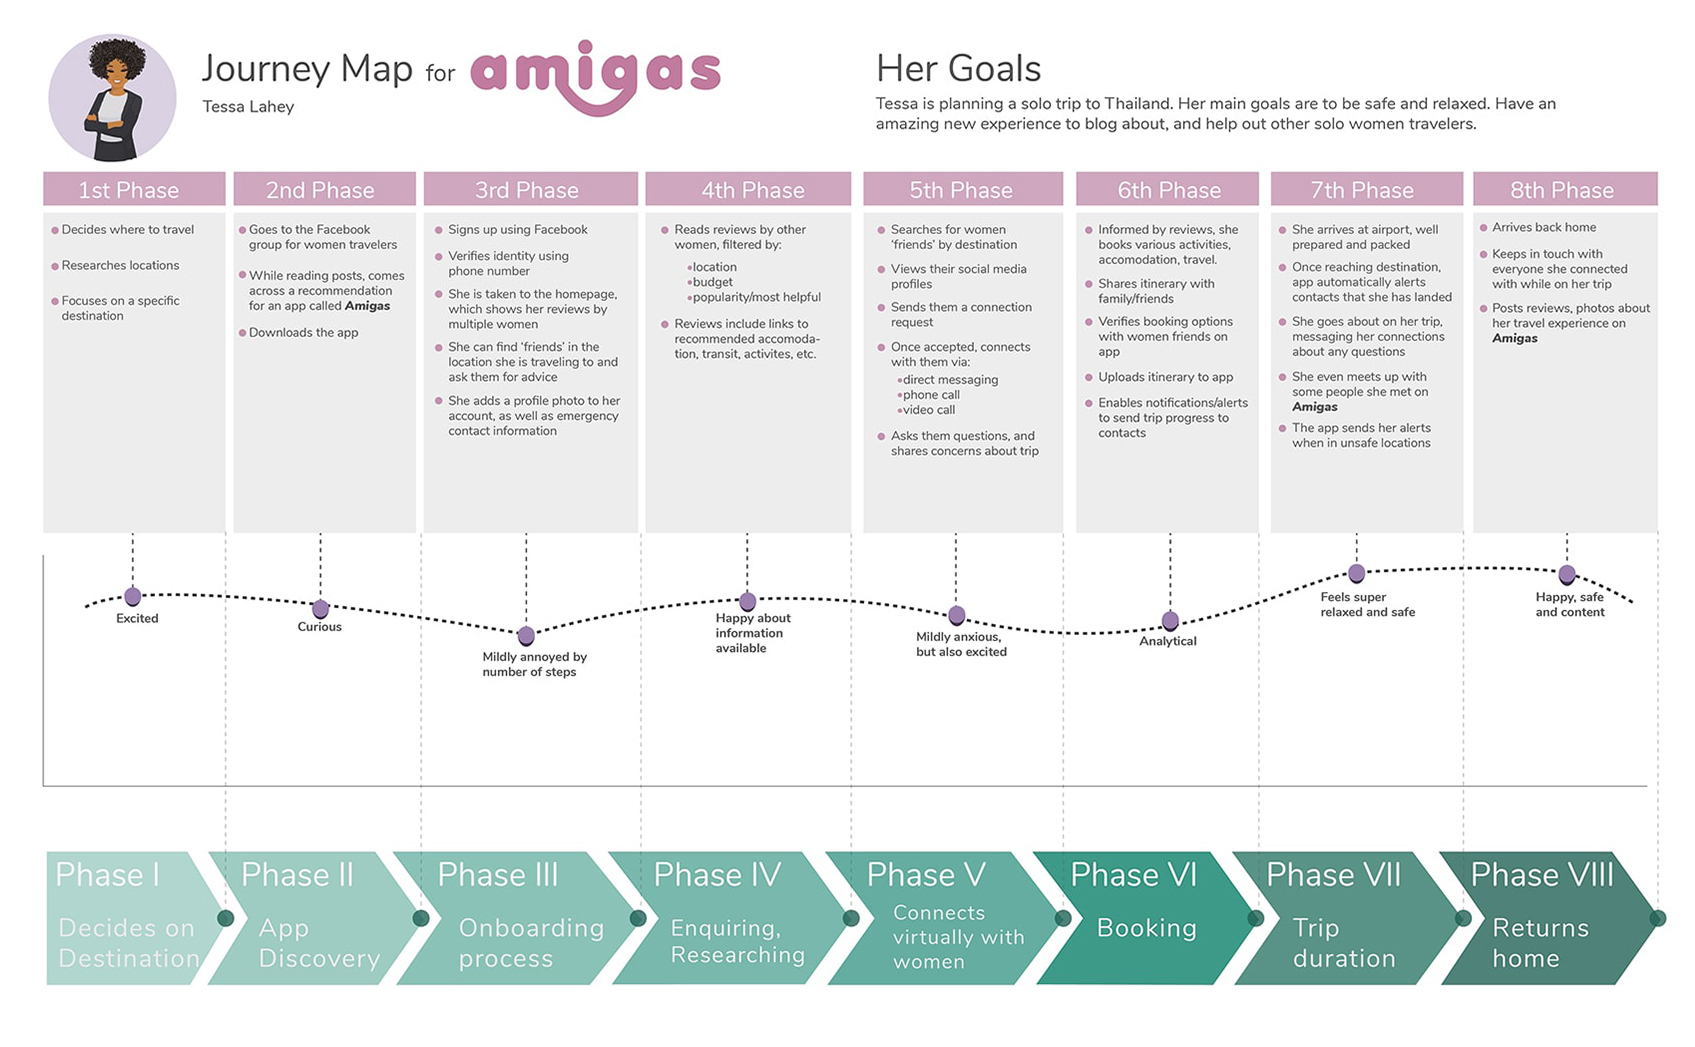 Journey Map for amigas
Tessa Lahey
Her Goals
Tessa is planning a solo trip to Thailand. Her main goals are to be safe and relaxed. Have an
amazing new experience to blog about, and help out other solo women travelers.
1st Phase
Decides where to travel
Researches locations
Focuses on a specific
destination
2nd Phase
Goes to the Facebook
group for women travelers
While reading posts, comes
across a recommendation
for an app called Amigas
Downloads the app
3rd Phase
Signs up using Facebook
Verifies identity using
phone number
She is taken to the homepage,
which shows her reviews by
multiple women
She can find 'friends' in the
location she is traveling to and
ask them for advice
She adds a profile photo to her
account, as well as emergency
contact information
4th Phase
Reads reviews by other
women, filtered by:
location
budget
popularity/most helpful
Reviews include links to
recommended accomoda-
tion, transit, activites, etc.
5th Phase
Searches for women
'friends' by destination
Views their social media
profiles
Sends them a connection
request
Once accepted, connects
with them via:
direct messaging
phone call
video call
Asks them questions, and
shares concerns about trip
6th Phase
Informed by reviews, she
books various activities,
accomodation, travel.
Shares itinerary with
family/friends
Verifies booking options
with women friends on
app
Uploads itinerary to app
Enables notifications/alerts
to send trip progress to
contacts
7th Phase
She arrives at airport, well
prepared and packed
Once reaching destination,
app automatically alerts
contacts that she has landed
She goes about on her trip,
messaging her connections
about any questions
She even meets up with
some people she met on
Amigas
The app sends her alerts
when in unsafe locations
8th Phase
Arrives back home
Keeps in touch with
everyone she connected
with while on her trip
Posts reviews, photos about
her travel experience on
Amigas
Excited
Curious
Mildly annoyed by
number of steps
Happy about
information
available
Mildly anxious,
but also excited
Analytical
Feels super
relaxed and safe
Happy, safe
and content
Phase I
Decides on
Destination
Phase II
App
Discovery
Phase III
Onboarding
process
Phase IV
Enquiring,
Researching
Phase V
Connects
virtually with
women
Phase VI
Booking
Phase VII
Trip
duration
Phase VIII
Returns
home